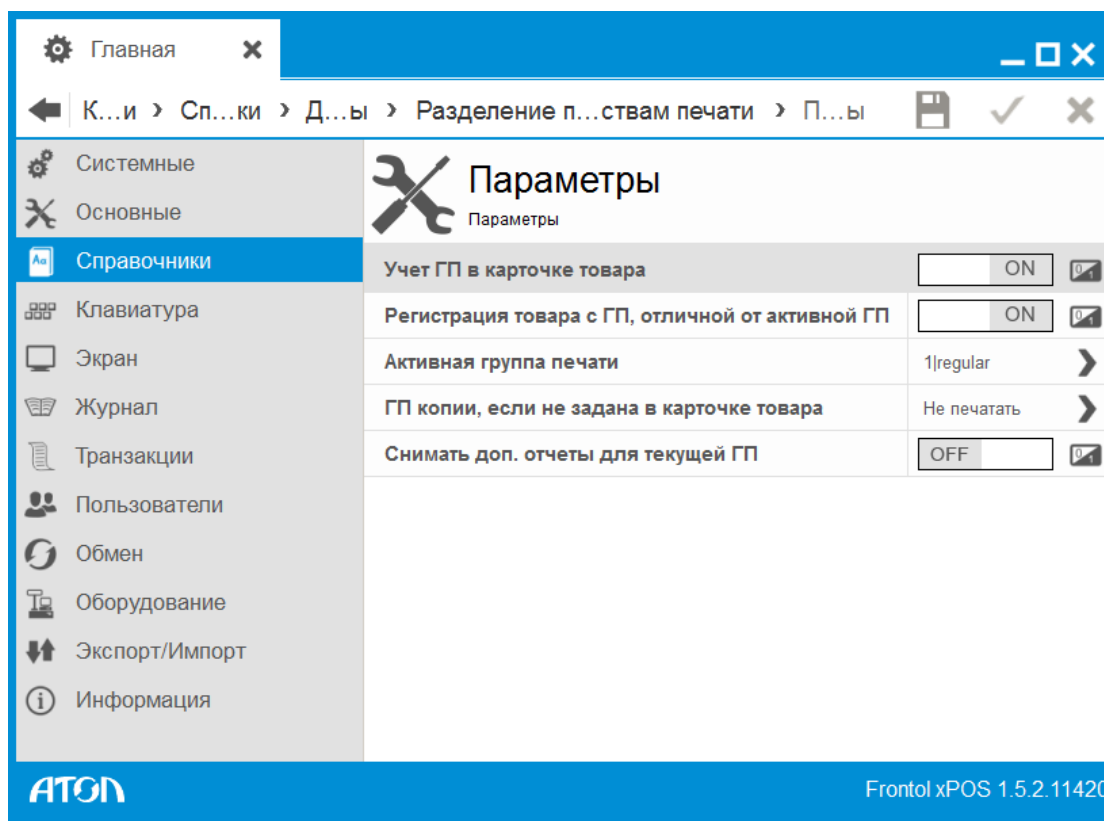 Главная
К...и › Сп...ки › Д...ы › Разделение п...ствам печати › П...ы
Системные
Основные
Справочники
Клавиатура
Экран
Журнал
Транзакции
Пользователи
Обмен
Оборудование
Экспорт/Импорт
Информация
Параметры
Параметры
Учет ГП в карточке товара ON
Регистрация товара с ГП, отличной от активной ГП ON
Активная группа печати 1|regular
ГП копии, если не задана в карточке товара Не печатать
Снимать доп. отчеты для текущей ГП OFF
АТОЛ
Frontol xPOS 1.5.2.11420